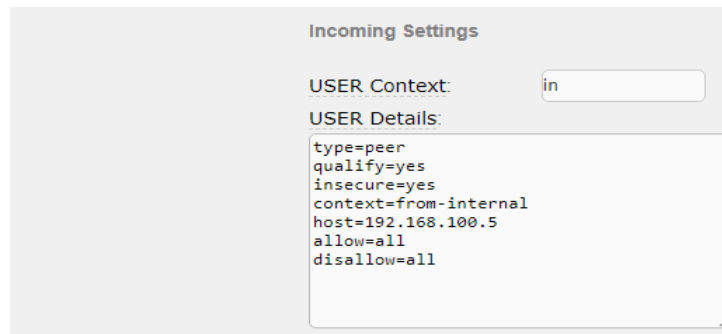 Incoming Settings
USER Context: in
USER Details:
type=peer
qualify=yes
insecure=yes
context=from-internal
host=192.168.100.5
allow=all
disallow=all